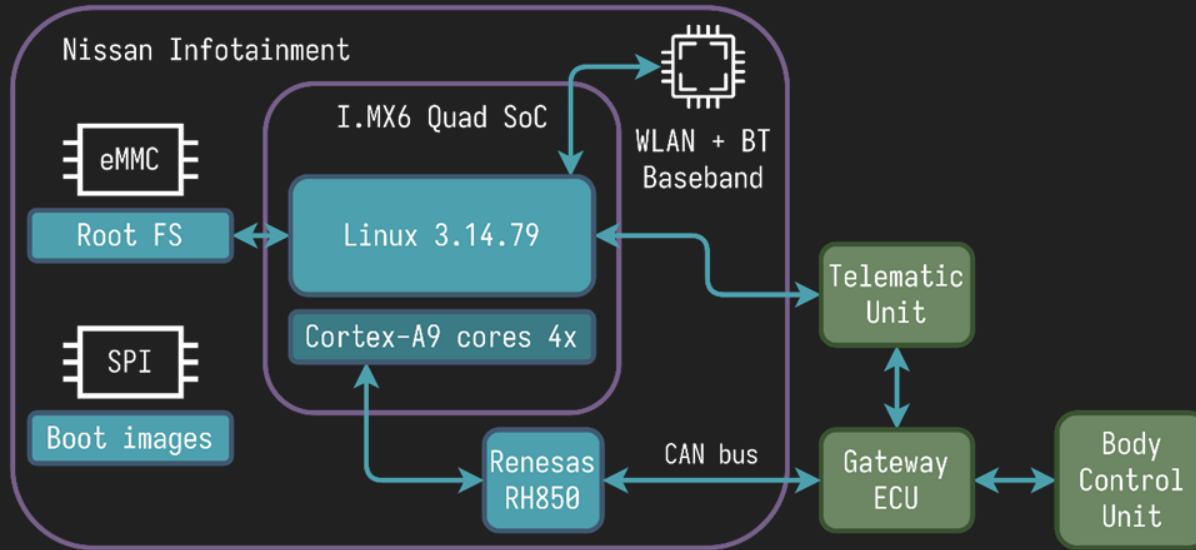 Nissan Infotainment
I.MX6 Quad SoC
WLAN + BT
Baseband
eMMC
Root FS
Linux 3.14.79
Telematic
Unit
Cortex-A9 cores 4x
SPI
Boot images
Renesas
RH850
CAN bus
Gateway
ECU
Body
Control
Unit